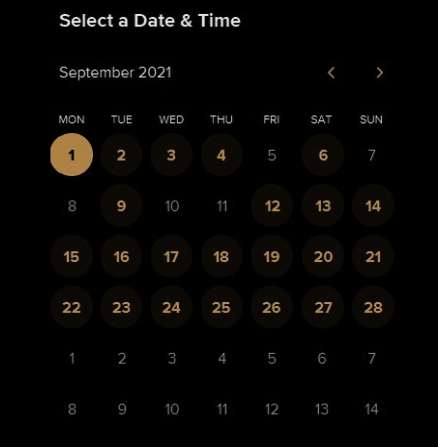 Select a Date & Time
September 2021
MON TUE WED THU FRI SAT SUN
1 2 3 4 5 6 7
8 9 10 11 12 13 14
15 16 17 18 19 20 21
22 23 24 25 26 27 28
1 2 3 4 5 6 7
8 9 10 11 12 13 14